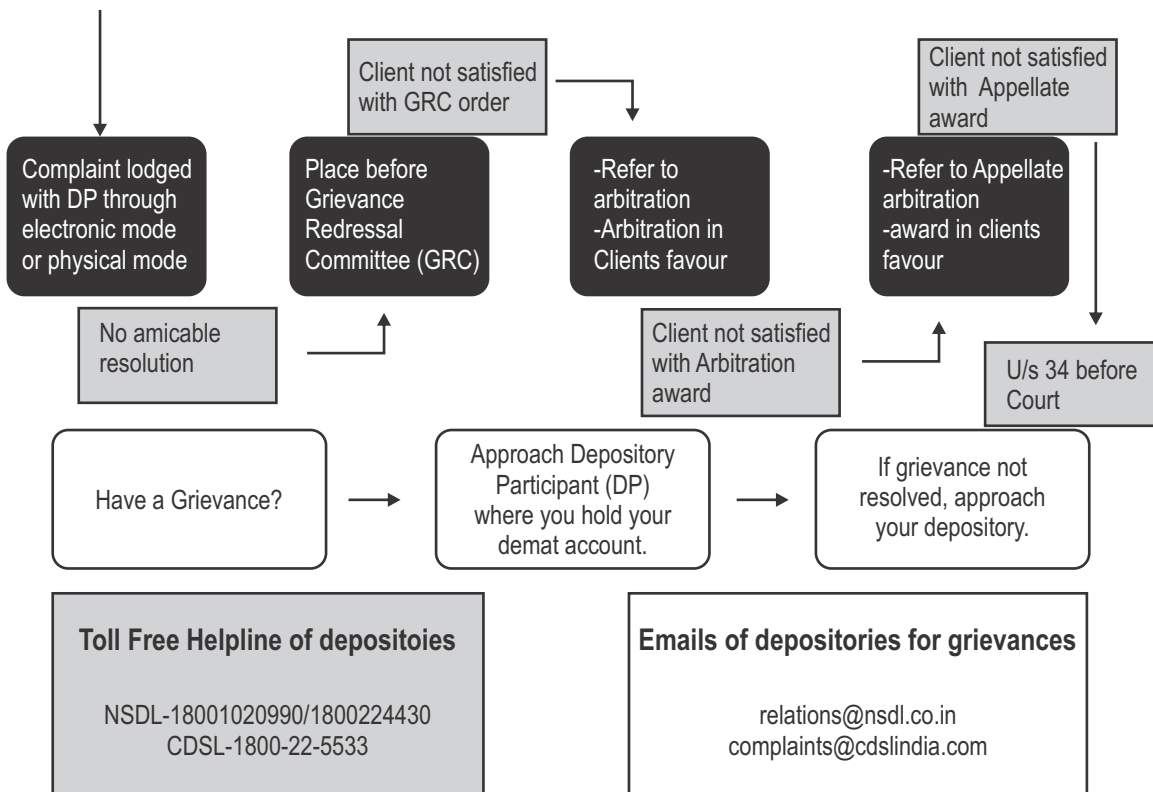 Client not satisfied
with GRC order
Client not satisfied
with Appellate
award
Complaint lodged
with DP through
electronic mode
or physical mode
Place before
Grievance
Redressal
Committee (GRC)
-Refer to
arbitration
-Arbitration in
Clients favour
-Refer to Appellate
arbitration
-award in clients
favour
No amicable
resolution
Client not satisfied
with Arbitration
award
U/s 34 before
Court
Have a Grievance?
Approach Depository
Participant (DP)
where you hold your
demat account.
If grievance not
resolved, approach
your depository.
Toll Free Helpline of depositoies
NSDL-18001020990/1800224430
CDSL-1800-22-5533
Emails of depositories for grievances
relations@nsdl.co.in
complaints@cdslindia.com